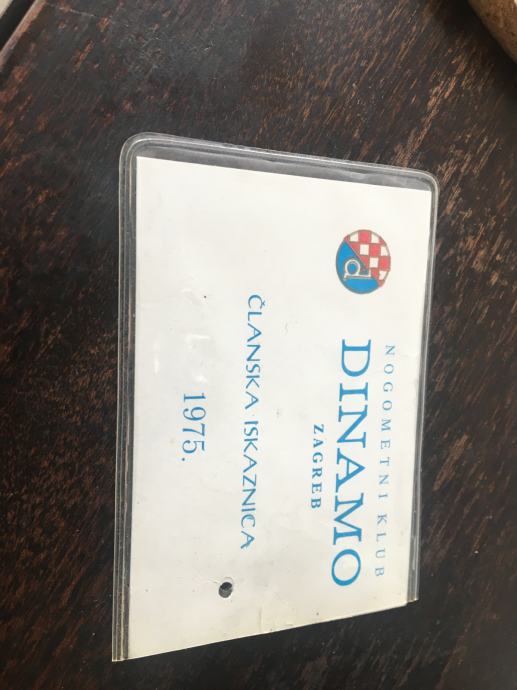 NOGOMETNI KLUB
DINAMO
ZAGREB
ČLANSKA ISKAZNICA
1975.
d